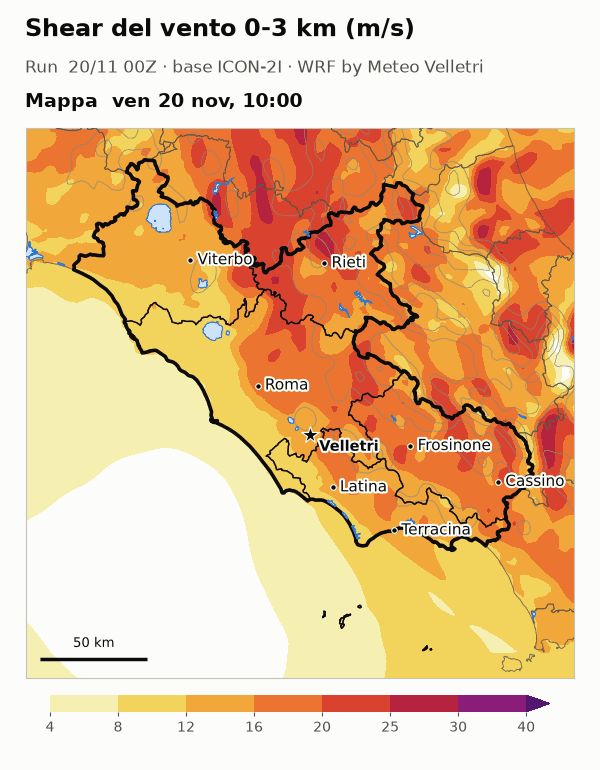 Shear del vento 0-3 km (m/s)
Run  20/11 00Z · base ICON-2I · WRF by Meteo Velletri
Mappa  ven 20 nov, 10:00
Viterbo
Rieti
Roma
Velletri
Frosinone
Cassino
Latina
Terracina
50 km
4 8 12 16 20 25 30 40